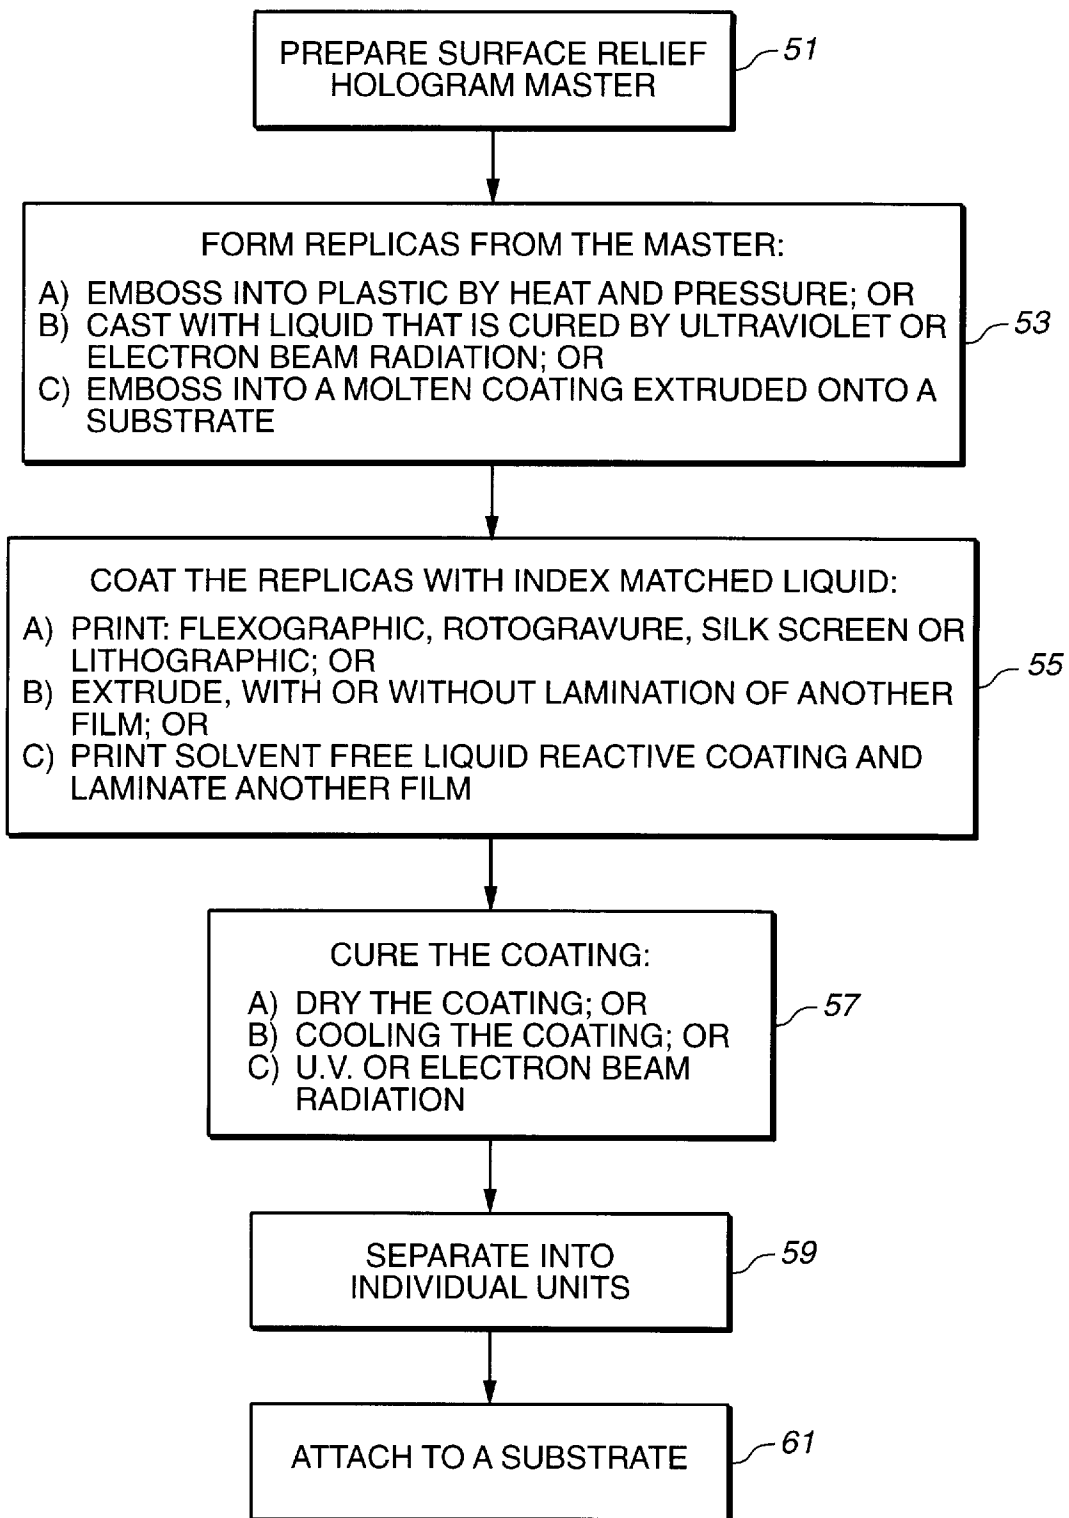 PREPARE SURFACE RELIEF
HOLOGRAM MASTER
51
FORM REPLICAS FROM THE MASTER:
A) EMBOSS INTO PLASTIC BY HEAT AND PRESSURE; OR
B) CAST WITH LIQUID THAT IS CURED BY ULTRAVIOLET OR
ELECTRON BEAM RADIATION; OR
C) EMBOSS INTO A MOLTEN COATING EXTRUDED ONTO A
SUBSTRATE
53
COAT THE REPLICAS WITH INDEX MATCHED LIQUID:
A) PRINT: FLEXOGRAPHIC, ROTOGRAVURE, SILK SCREEN OR
LITHOGRAPHIC; OR
B) EXTRUDE, WITH OR WITHOUT LAMINATION OF ANOTHER
FILM; OR
C) PRINT SOLVENT FREE LIQUID REACTIVE COATING AND
LAMINATE ANOTHER FILM
55
CURE THE COATING:
A) DRY THE COATING; OR
B) COOLING THE COATING; OR
C) U.V. OR ELECTRON BEAM
RADIATION
57
SEPARATE INTO
INDIVIDUAL UNITS
59
ATTACH TO A SUBSTRATE
61